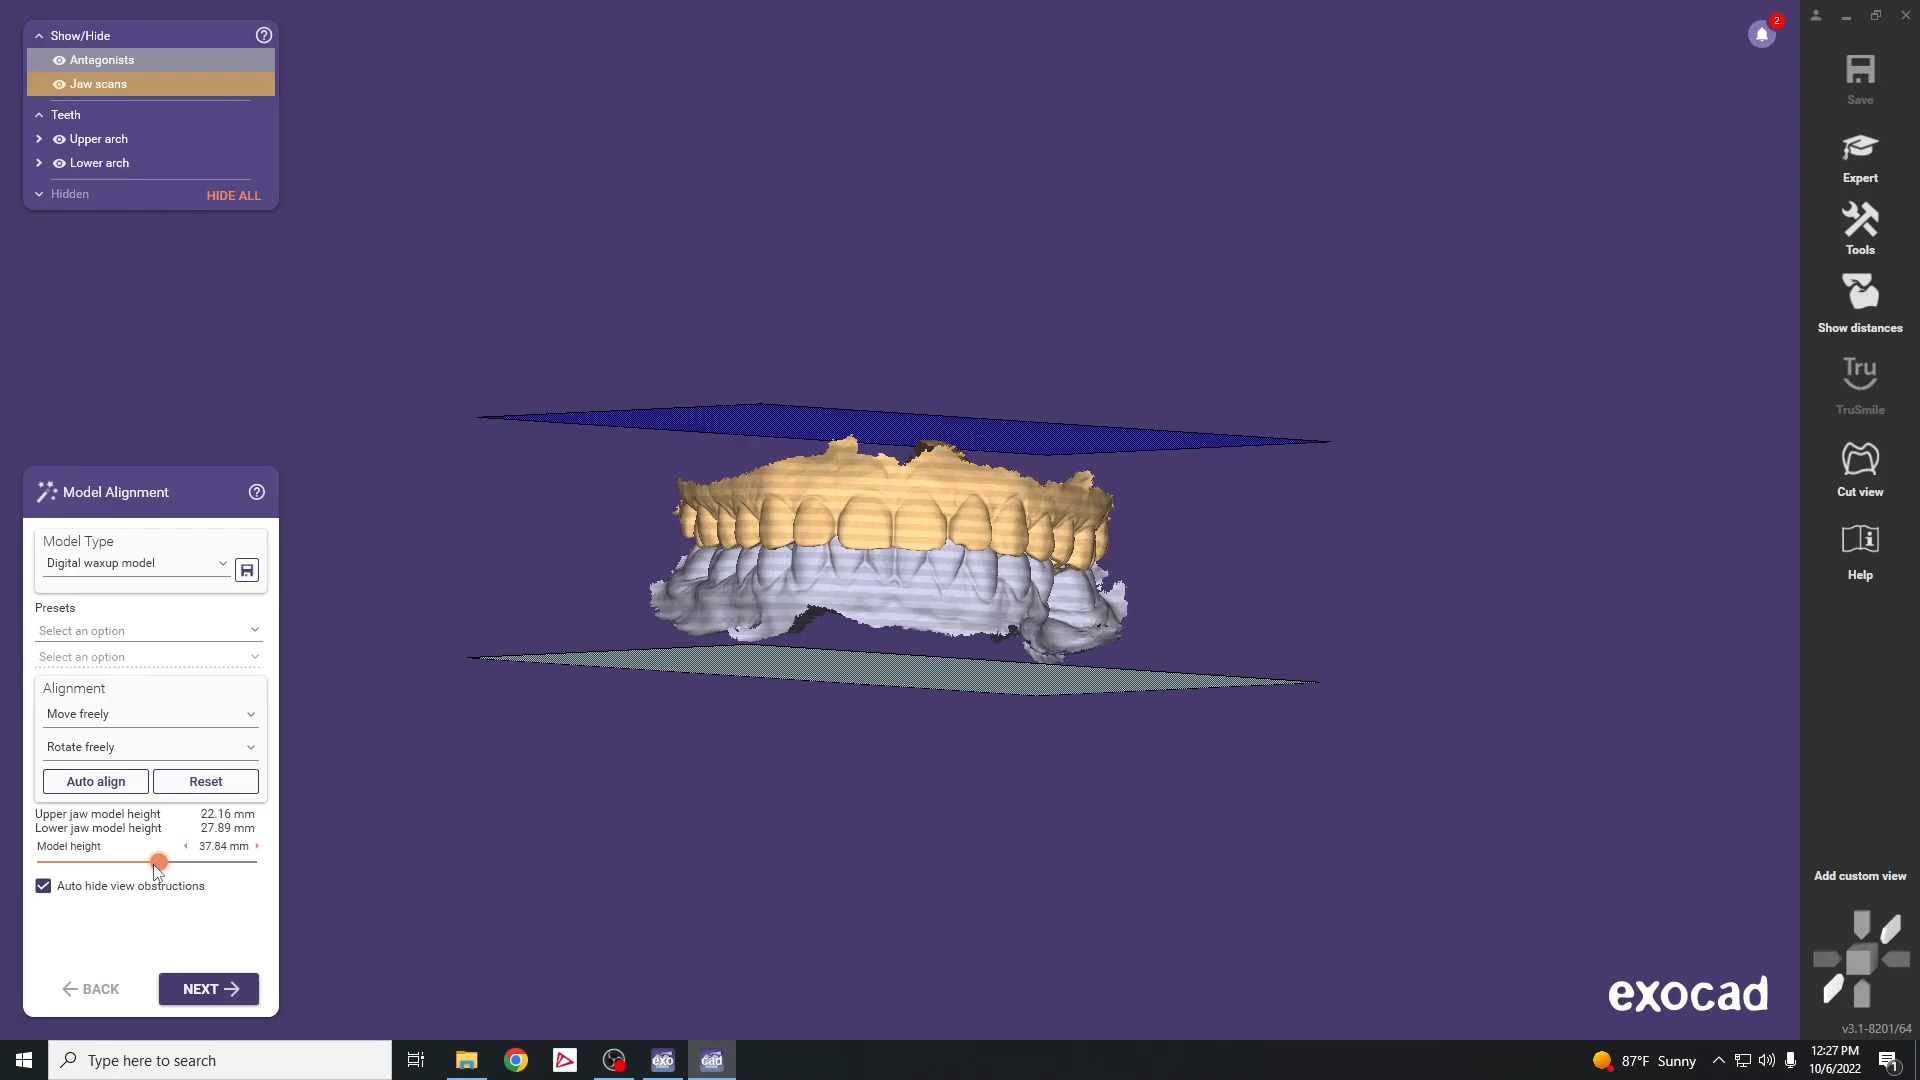 Show/Hide
Antagonists
Jaw scans
Teeth
Upper arch
Lower arch
Hidden HIDE ALL
Model Alignment
Model Type
Digital waxup model
Presets
Select an option
Select an option
Alignment
Move freely
Rotate freely
Auto align Reset
Upper jaw model height 22.16 mm
Lower jaw model height 27.89 mm
Model height 37.84 mm
Auto hide view obstructions
BACK NEXT
2
Save
Expert
Tools
Show distances
Tru
TruSmile
Cut view
Help
Add custom view
exocad
v3.1-8201/64
Type here to search
exo
cad
87°F Sunny
12:27 PM
10/6/2022
1